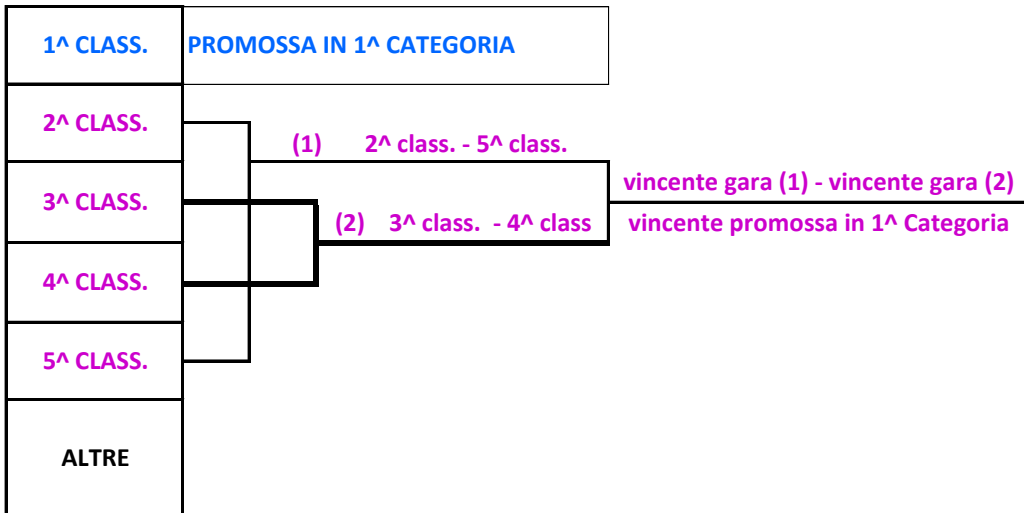 1^ CLASS. PROMOSSA IN 1^ CATEGORIA
2^ CLASS.
(1) 2^ class. - 5^ class.
vincente gara (1) - vincente gara (2)
3^ CLASS.
(2) 3^ class. - 4^ class
vincente promossa in 1^ Categoria
4^ CLASS.
5^ CLASS.
ALTRE